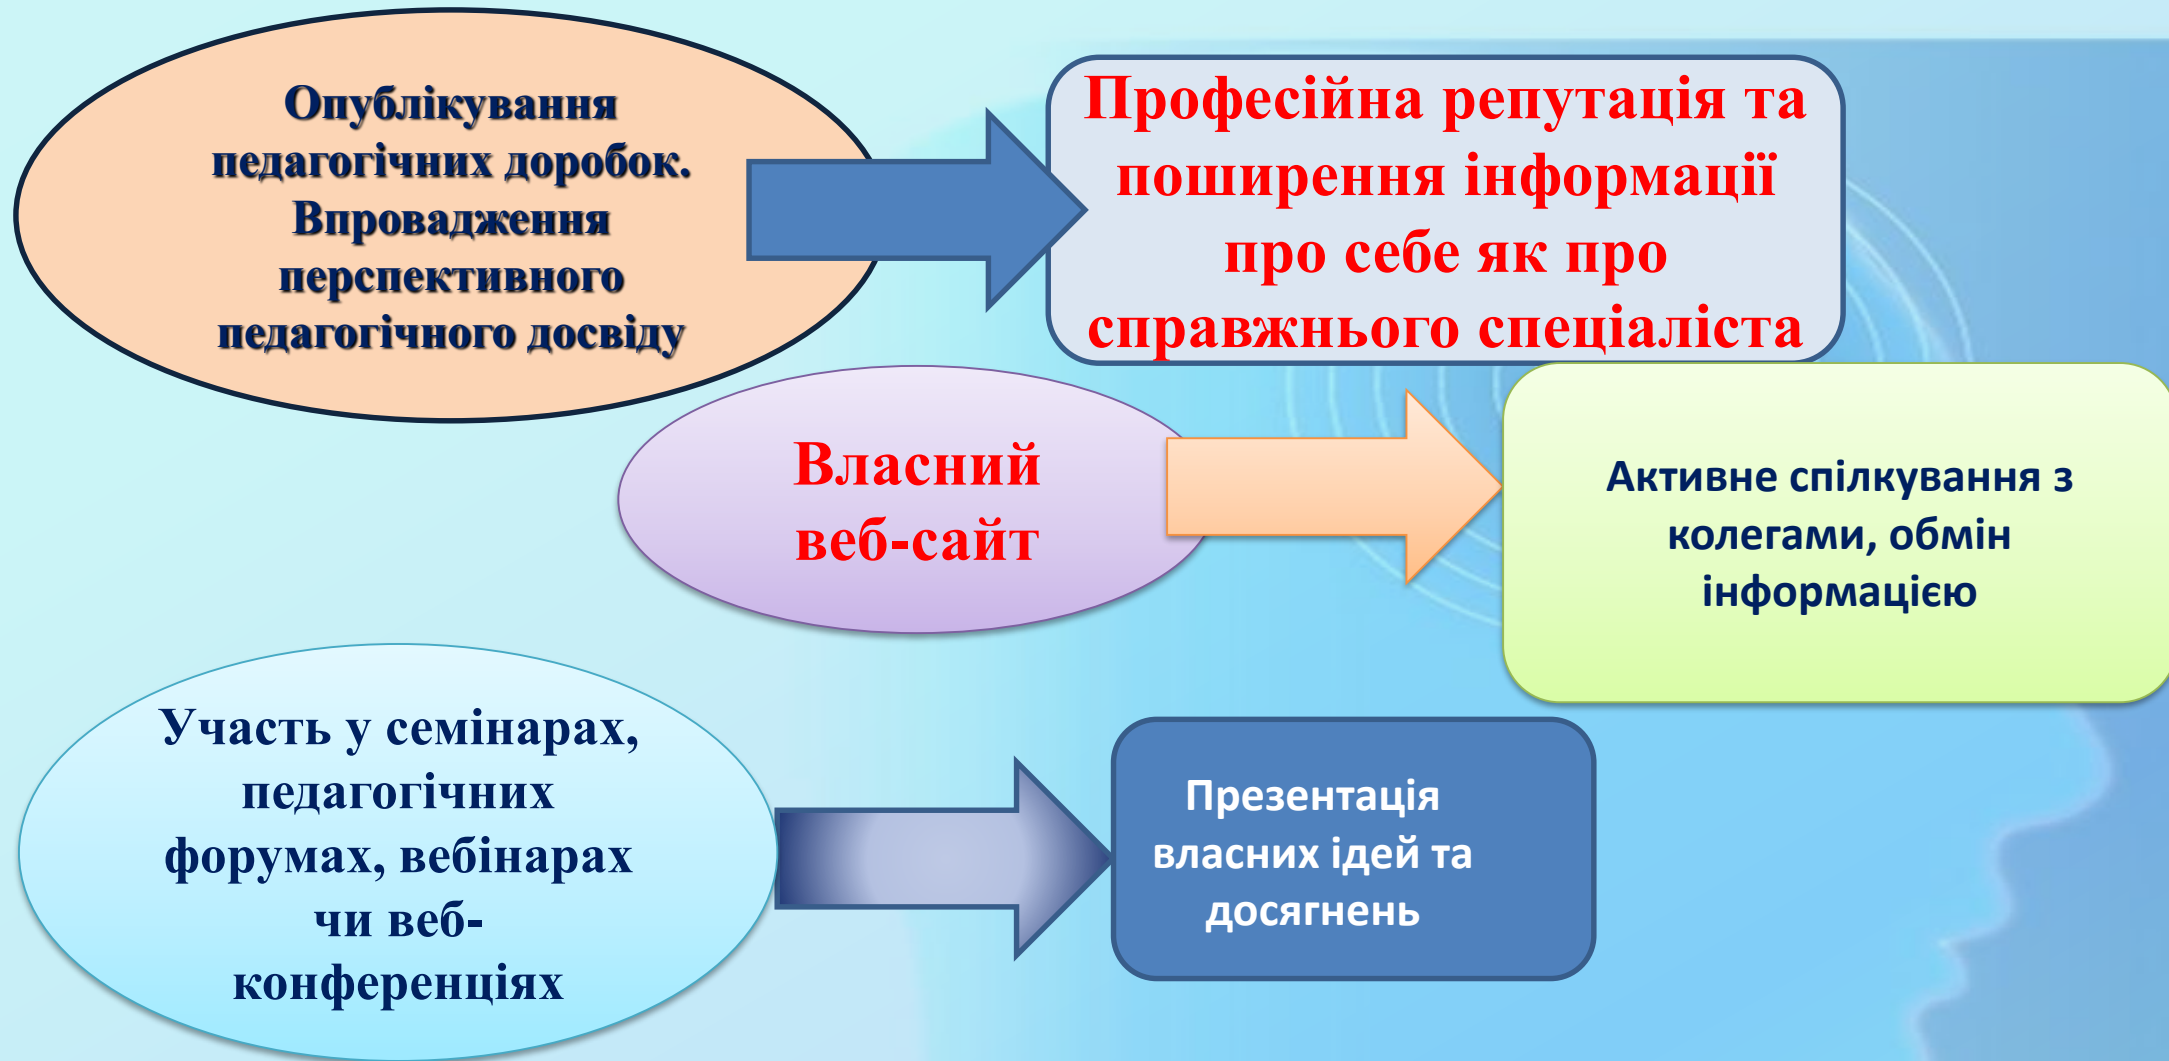 Опублікування
педагогічних доробок.
Впровадження
перспективного
педагогічного досвіду
Професійна репутація та
поширення інформації
про себе як про
справжнього спеціаліста
Власний
веб-сайт
Активне спілкування з
колегами, обмін
інформацією
Участь у семінарах,
педагогічних
форумах, вебінарах
чи веб-
конференціях
Презентація
власних ідей та
досягнень